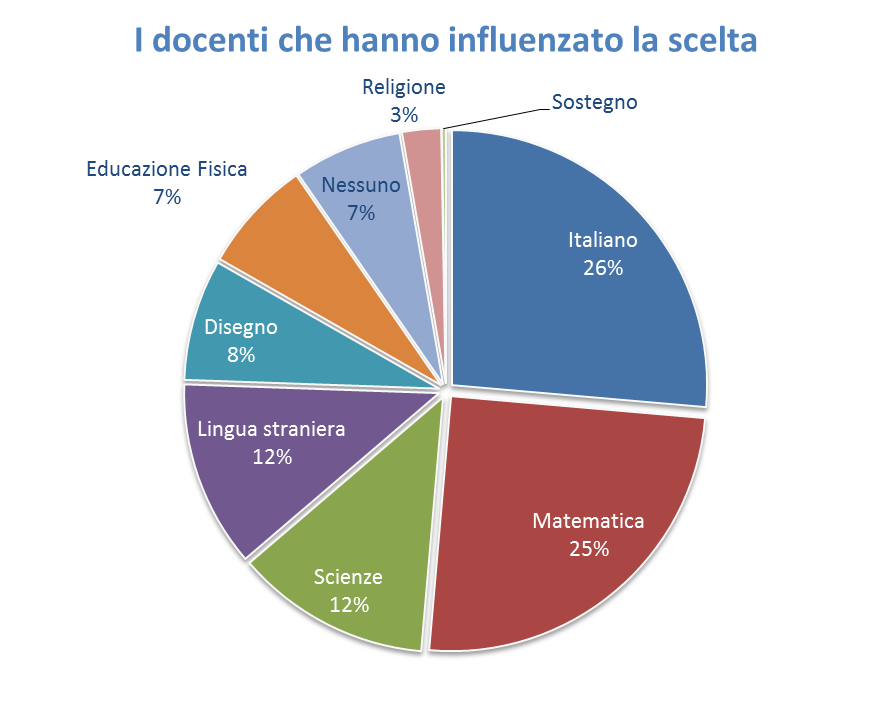 I docenti che hanno influenzato la scelta
Religione
3%
Sostegno
Educazione Fisica
7%
Nessuno
7%
Italiano
26%
Disegno
8%
Lingua straniera
12%
Matematica
25%
Scienze
12%